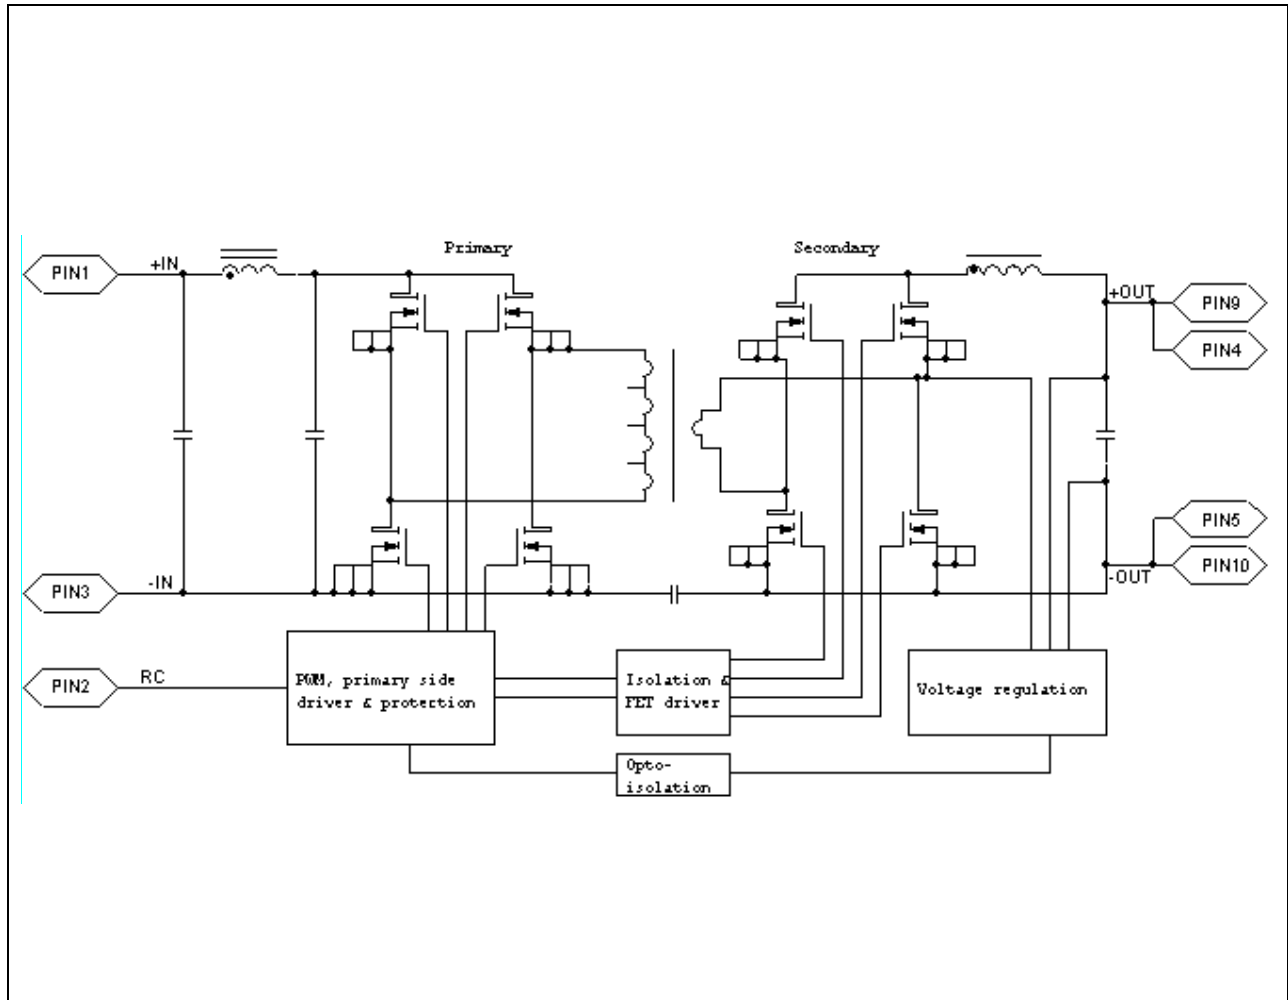 Primary
Secondary
PIN1
+IN
+OUT
PIN9
PIN4
PIN5
PIN3
-IN
-OUT
PIN10
PIN2
RC
PWM, primary side
driver & protection
Isolation &
FET driver
Voltage regulation
Opto-
isolation